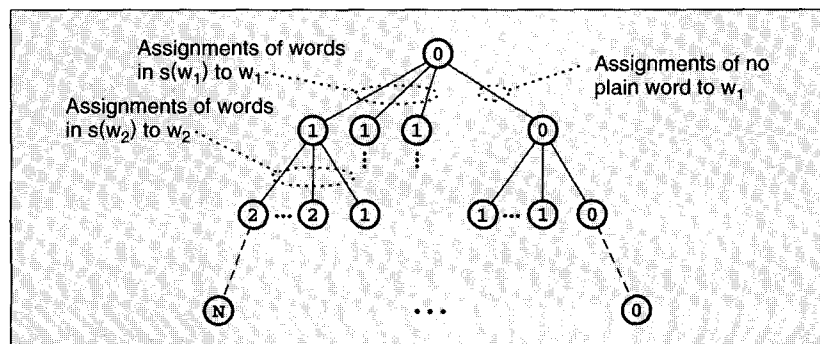 Assignments of words
in s(w₁) to w₁
Assignments of no
plain word to w₁
Assignments of words
in s(w₂) to w₂
0
1 1 1 0
2 ... 2 1 1 ... 1 0
N ... 0